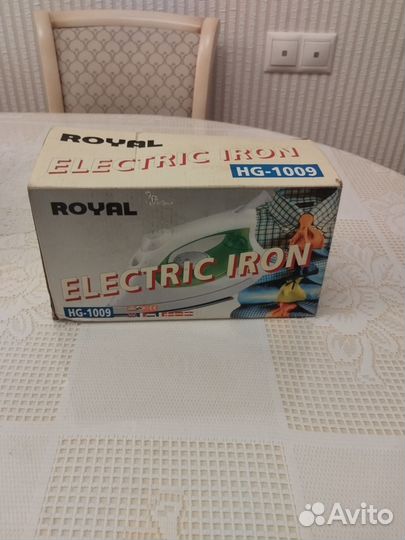 ROYAL
ELECTRIC IRON
HG-1009
ROYAL
ELECTRIC IRON
HG-1009
Avito